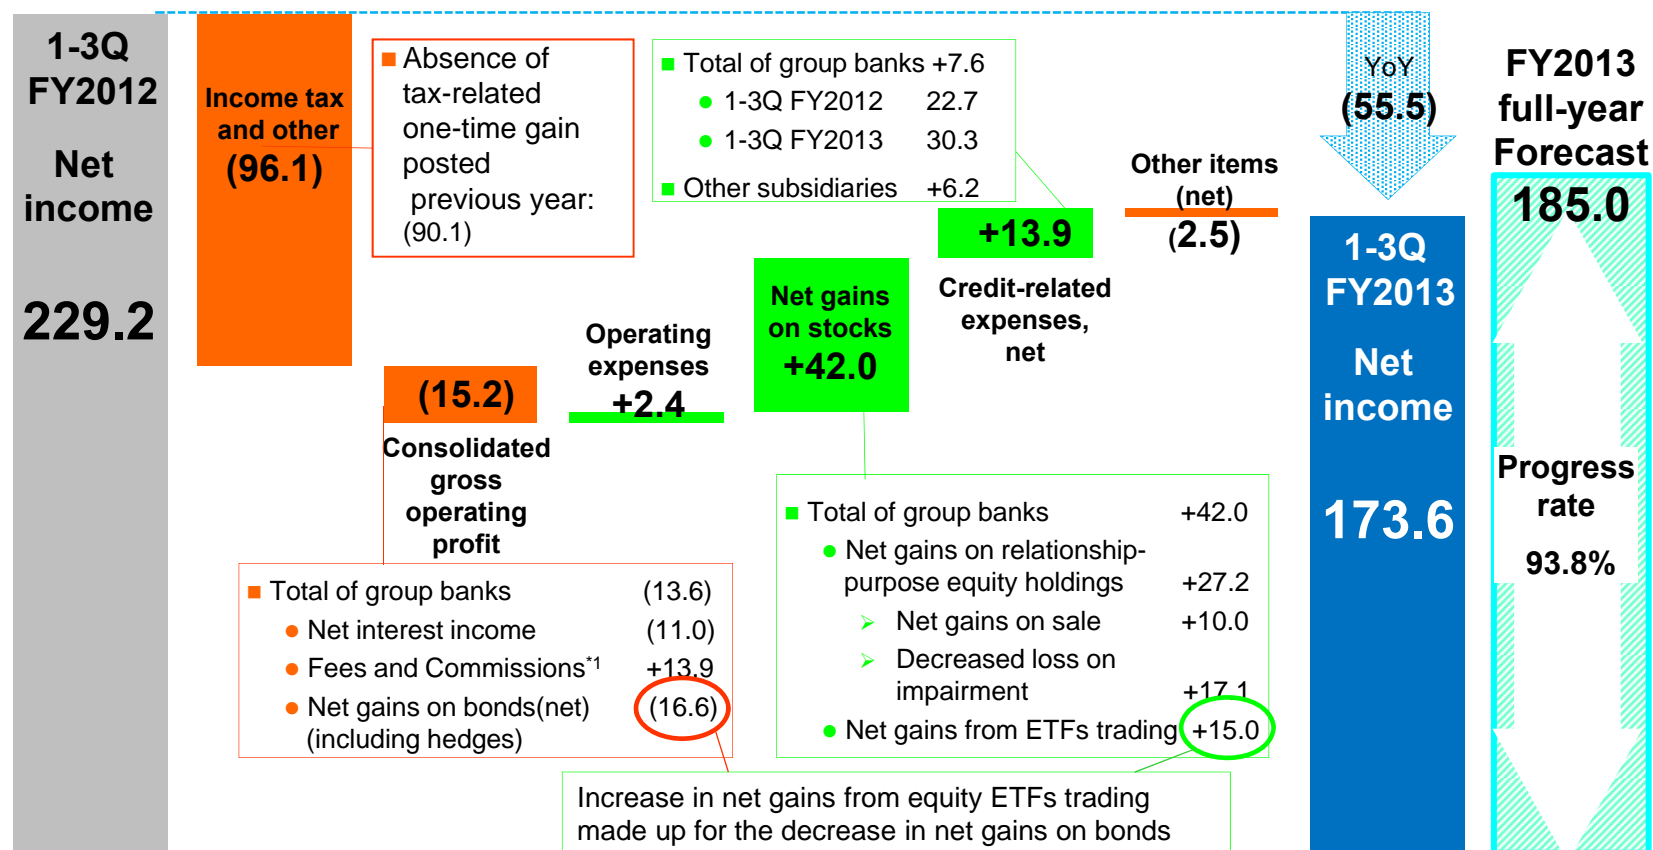 1-3Q
FY2012
Net
income
229.2
Income tax
and other
(96.1)
Absence of
tax-related
one-time gain
posted
previous year:
(90.1)
Total of group banks +7.6
1-3Q FY2012 22.7
1-3Q FY2013 30.3
Other subsidiaries +6.2
(15.2)
Consolidated
gross
operating
profit
Operating
expenses
+2.4
Net gains
on stocks
+42.0
+13.9
Credit-related
expenses,
net
Other items
(net)
(2.5)
Total of group banks (13.6)
Net interest income (11.0)
Fees and Commissions*1 +13.9
Net gains on bonds(net) (16.6)
(including hedges)
Total of group banks +42.0
Net gains on relationship-
purpose equity holdings +27.2
Net gains on sale +10.0
Decreased loss on
impairment +17.1
Net gains from ETFs trading +15.0
Increase in net gains from equity ETFs trading
made up for the decrease in net gains on bonds
YoY
(55.5)
1-3Q
FY2013
Net
income
173.6
FY2013
full-year
Forecast
185.0
Progress
rate
93.8%